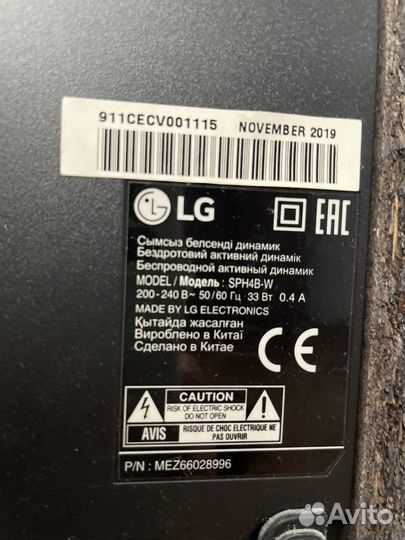 911CECV001115 NOVEMBER 2019
LG EAC
Сымсыз белсенді динамик
Бездротовий активний динамік
Беспроводной активный динамик
MODEL / Модель : SPH4B-W
200-240 В~ 50/60 Гц 33 Вт 0.4 A
MADE BY LG ELECTRONICS
Қытайда жасалған
Вироблено в Китаї
Сделано в Китае
CE
CAUTION
RISK OF ELECTRIC SHOCK
DO NOT OPEN
AVIS
RISQUE DE CHOC ELECTRIQUE NE
PAS OUVRIR
P/N : MEZ66028996
Avito